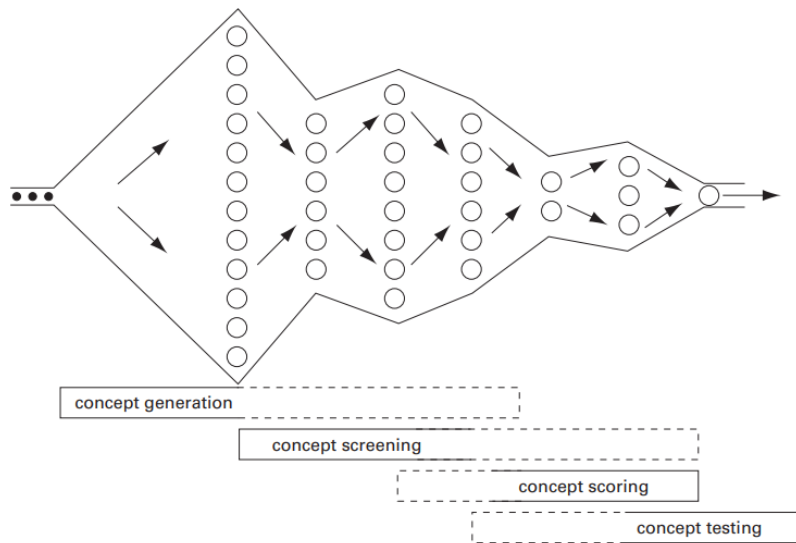 concept generation
concept screening
concept scoring
concept testing